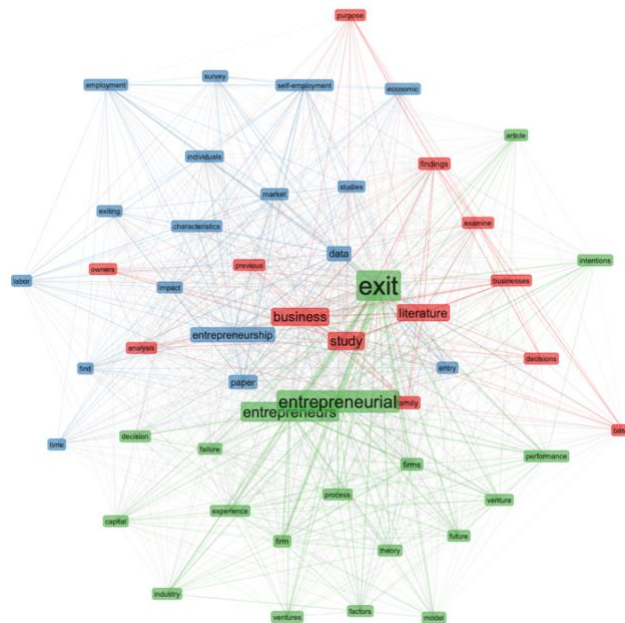 purpose
survey
employment
self-employment
economic
article
individuals
findings
studies
market
exiting
characteristics
examine
data
intentions
owners
previous
labor
impact
exit
businesses
business
literature
entrepreneurship
study
analysis
decisions
find
entry
paper
entrepreneurial
entrepreneurs
decision
time
failure
performance
firms
process
venture
experience
capital
future
firm
theory
industry
factors
ventures
model